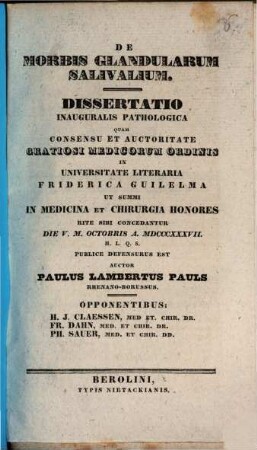 DE
MORBIS GLANDULARUM
SALIVALIUM.
DISSERTATIO
INAUGURALIS PATHOLOGICA
QUAM
CONSENSU ET AUCTORITATE
GRATIOSI MEDICORUM ORDINIS
IN
UNIVERSITATE LITERARIA
FRIDERICA GUILELMA
UT SUMMI
IN MEDICINA ET CHIRURGIA HONORES
RITE SIBI CONCEDANTUR
DIE V. M. OCTOBRIS A. MDCCCXXXVII.
H. L. Q. S.
PUBLICE DEFENSURUS EST
AUCTOR
PAULUS LAMBERTUS PAULS
RHENANO-BORUSSUS.
OPPONENTIBUS:
H. J. CLAESSEN, MED ET. CHIR. DR.
FR. DAHN, MED. ET CHIR. DR.
PH. SAUER, MED. ET CHIR. DD.
BEROLINI,
TYPIS NIETACKIANIS.